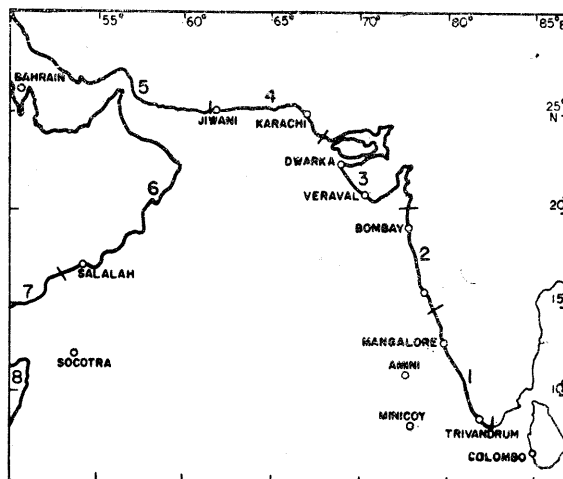 55° 60° 65° 70° 75° 80° 85°E
BAHRAIN
5
4
25°
N
JIWANI
KARACHI
DWARKA
3
VERAVAL
6
20°
BOMBAY
2
SALALAH
7
15°
MANGALORE
SOCOTRA
AMINI
1
8
10°
MINICOY
TRIVANDRUM
COLOMBO